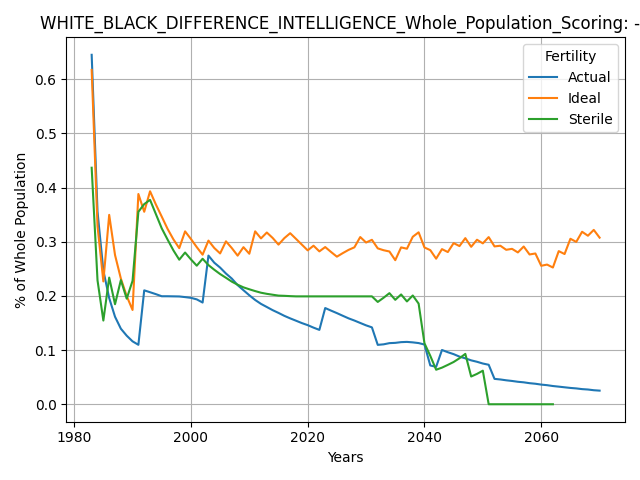 WHITE_BLACK_DIFFERENCE_INTELLIGENCE_Whole_Population_Scoring: -
Fertility
Actual
Ideal
Sterile
% of Whole Population
0.6
0.5
0.4
0.3
0.2
0.1
0.0
1980 2000 2020 2040 2060
Years